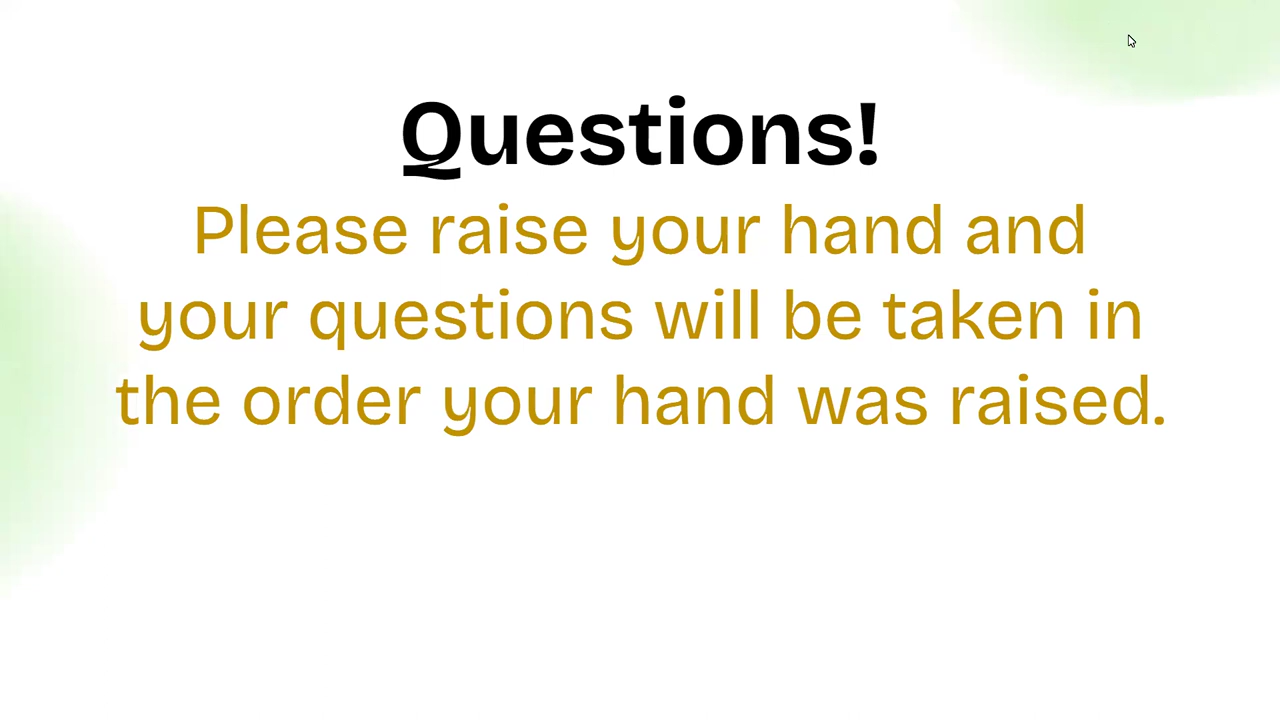 Questions!
Please raise your hand and
your questions will be taken in
the order your hand was raised.